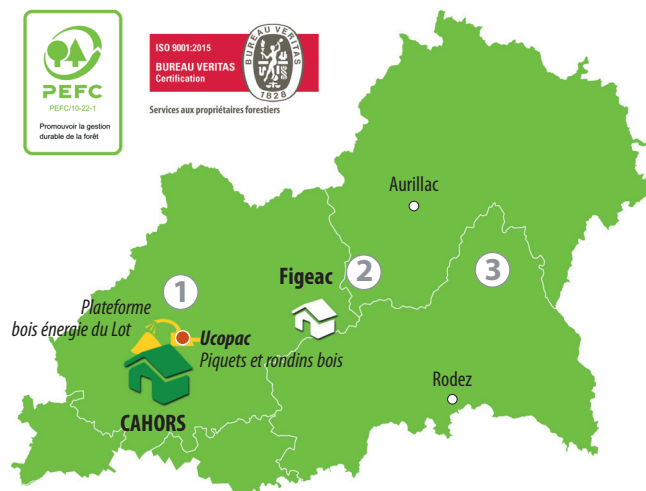 PEFC
PEFC/10-22-1
Promouvoir la gestion
durable de la forêt
ISO 9001:2015
BUREAU VERITAS
Certification
BUREAU VERITAS
1828
Services aux propriétaires forestiers
Aurillac
1
2
3
Figeac
Plateforme
bois énergie du Lot
Ucopac
Piquets et rondins bois
CAHORS
Rodez